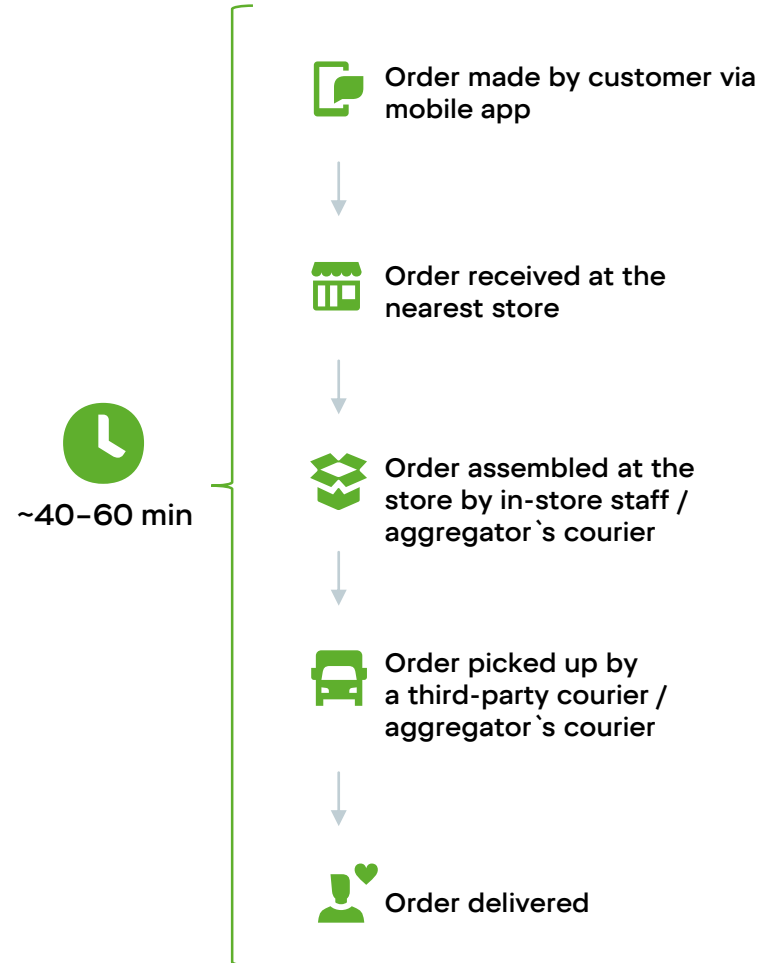 Order made by customer via
mobile app
Order received at the
nearest store
~40–60 min
Order assembled at the
store by in-store staff /
aggregator`s courier
Order picked up by
a third-party courier /
aggregator`s courier
Order delivered